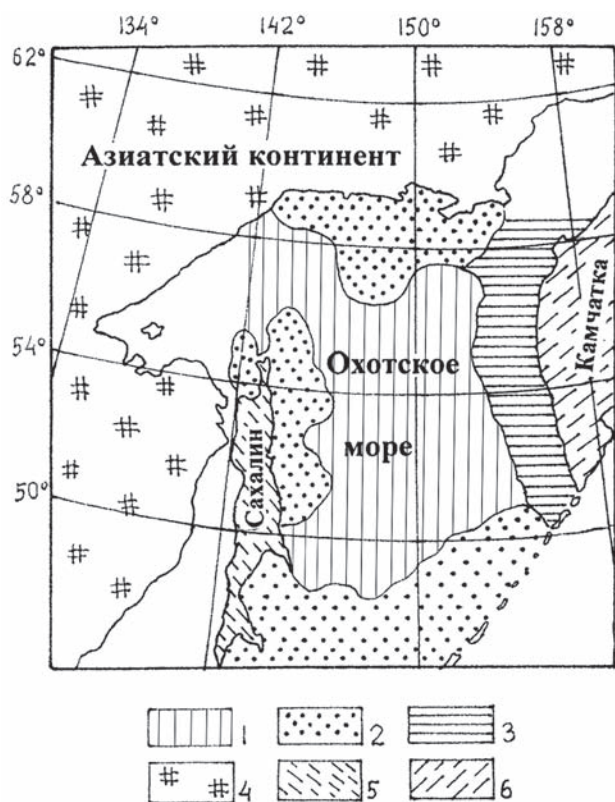 134° 142° 150° 158°
62°
Азиатский континент
58°
Камчатка
54°
Охотское
море
Сахалин
50°
1 2 3
4 5 6